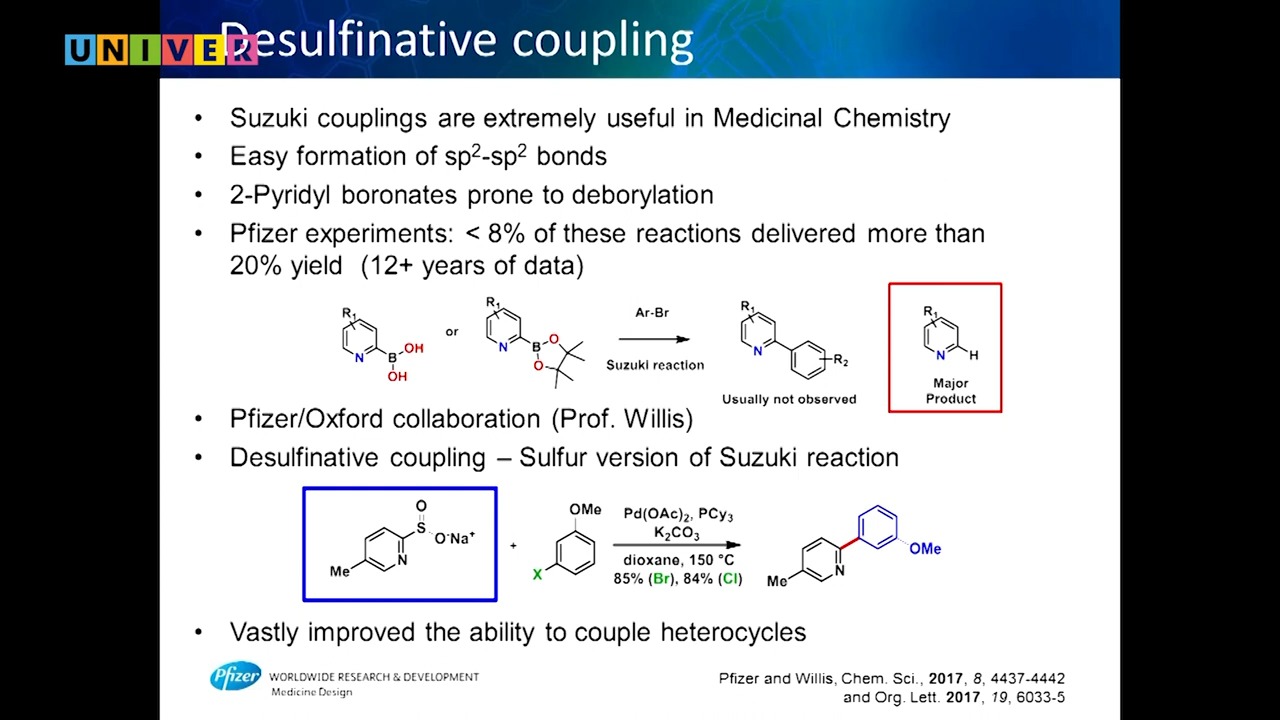 UNIVER
Desulfinative coupling
• Suzuki couplings are extremely useful in Medicinal Chemistry
• Easy formation of sp²-sp² bonds
• 2-Pyridyl boronates prone to deborylation
• Pfizer experiments: < 8% of these reactions delivered more than
20% yield (12+ years of data)
R₁
N
B
OH
OH
or
R₁
N
B
O
O
Ar-Br
Suzuki reaction
R₁
N
R₂
Usually not observed
R₁
N
H
Major
Product
• Pfizer/Oxford collaboration (Prof. Willis)
• Desulfinative coupling – Sulfur version of Suzuki reaction
O
S
O⁻Na⁺
N
Me
+
OMe
X
Pd(OAc)₂, PCy₃
K₂CO₃
dioxane, 150 °C
85% (Br), 84% (Cl)
Me
N
OMe
• Vastly improved the ability to couple heterocycles
Pfizer
WORLDWIDE RESEARCH & DEVELOPMENT
Medicine Design
Pfizer and Willis, Chem. Sci., 2017, 8, 4437-4442
and Org. Lett. 2017, 19, 6033-5